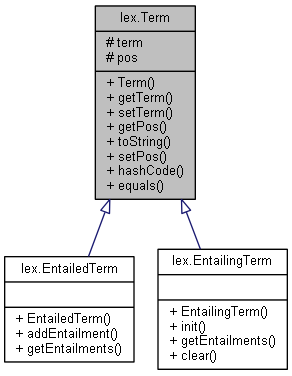 lex.Term
# term
# pos
+ Term()
+ getTerm()
+ setTerm()
+ getPos()
+ toString()
+ setPos()
+ hashCode()
+ equals()
lex.EntailedTerm
+ EntailedTerm()
+ addEntailment()
+ getEntailments()
lex.EntailingTerm
+ EntailingTerm()
+ init()
+ getEntailments()
+ clear()